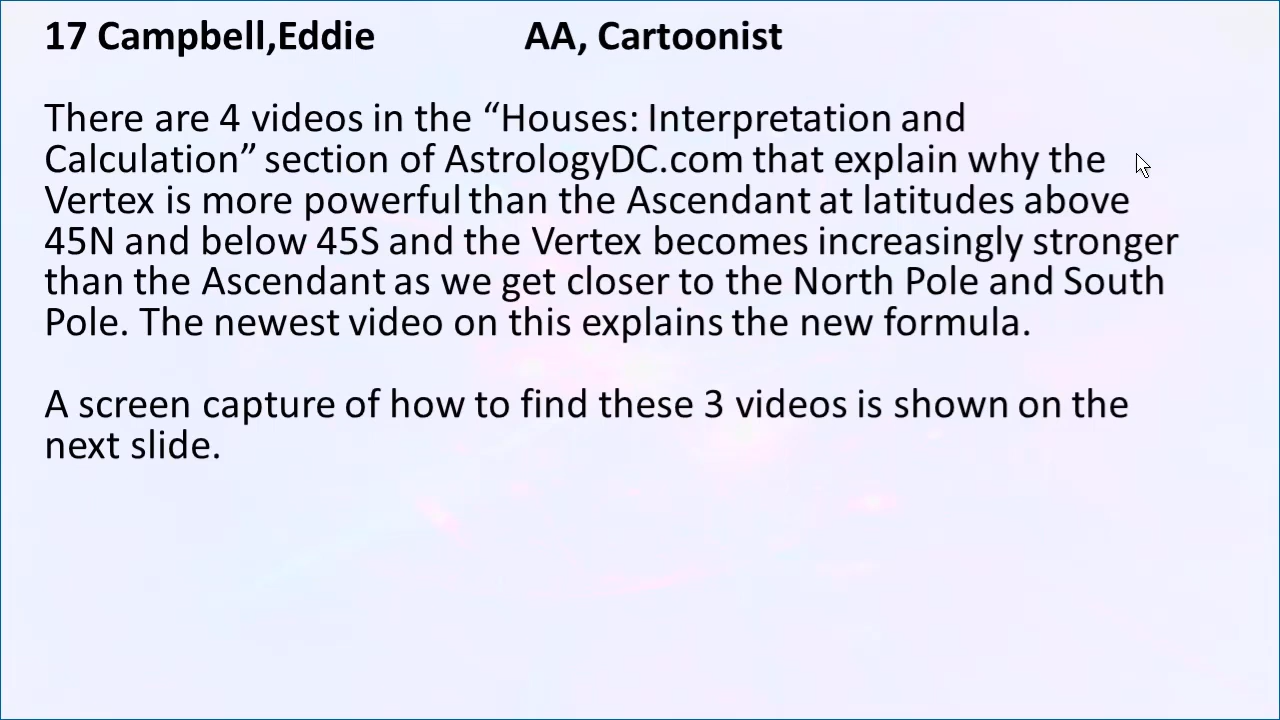 17 Campbell,Eddie AA, Cartoonist
There are 4 videos in the “Houses: Interpretation and
Calculation” section of AstrologyDC.com that explain why the
Vertex is more powerful than the Ascendant at latitudes above
45N and below 45S and the Vertex becomes increasingly stronger
than the Ascendant as we get closer to the North Pole and South
Pole. The newest video on this explains the new formula.
A screen capture of how to find these 3 videos is shown on the
next slide.